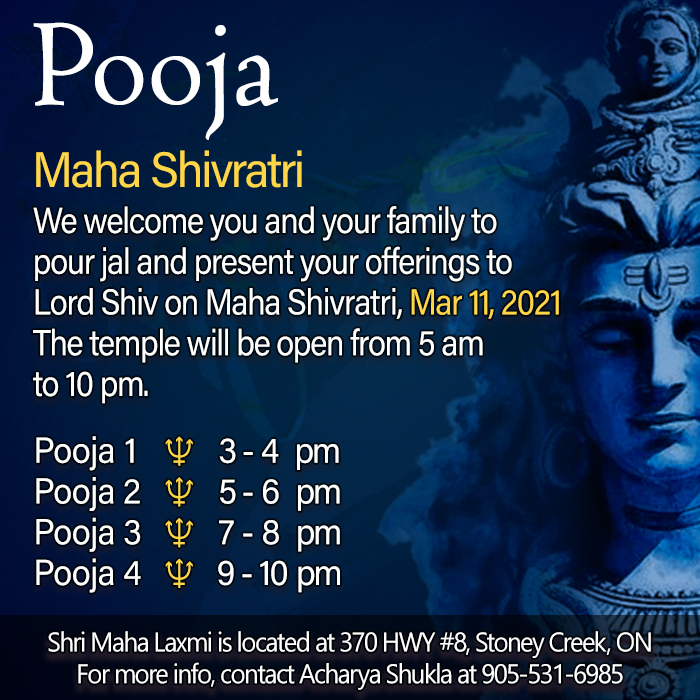 Pooja
Maha Shivratri
We welcome you and your family to
pour jal and present your offerings to
Lord Shiv on Maha Shivratri, Mar 11, 2021
The temple will be open from 5 am
to 10 pm.
Pooja 1 3 - 4 pm
Pooja 2 5 - 6 pm
Pooja 3 7 - 8 pm
Pooja 4 9 - 10 pm
Shri Maha Laxmi is located at 370 HWY #8, Stoney Creek, ON
For more info, contact Acharya Shukla at 905-531-6985